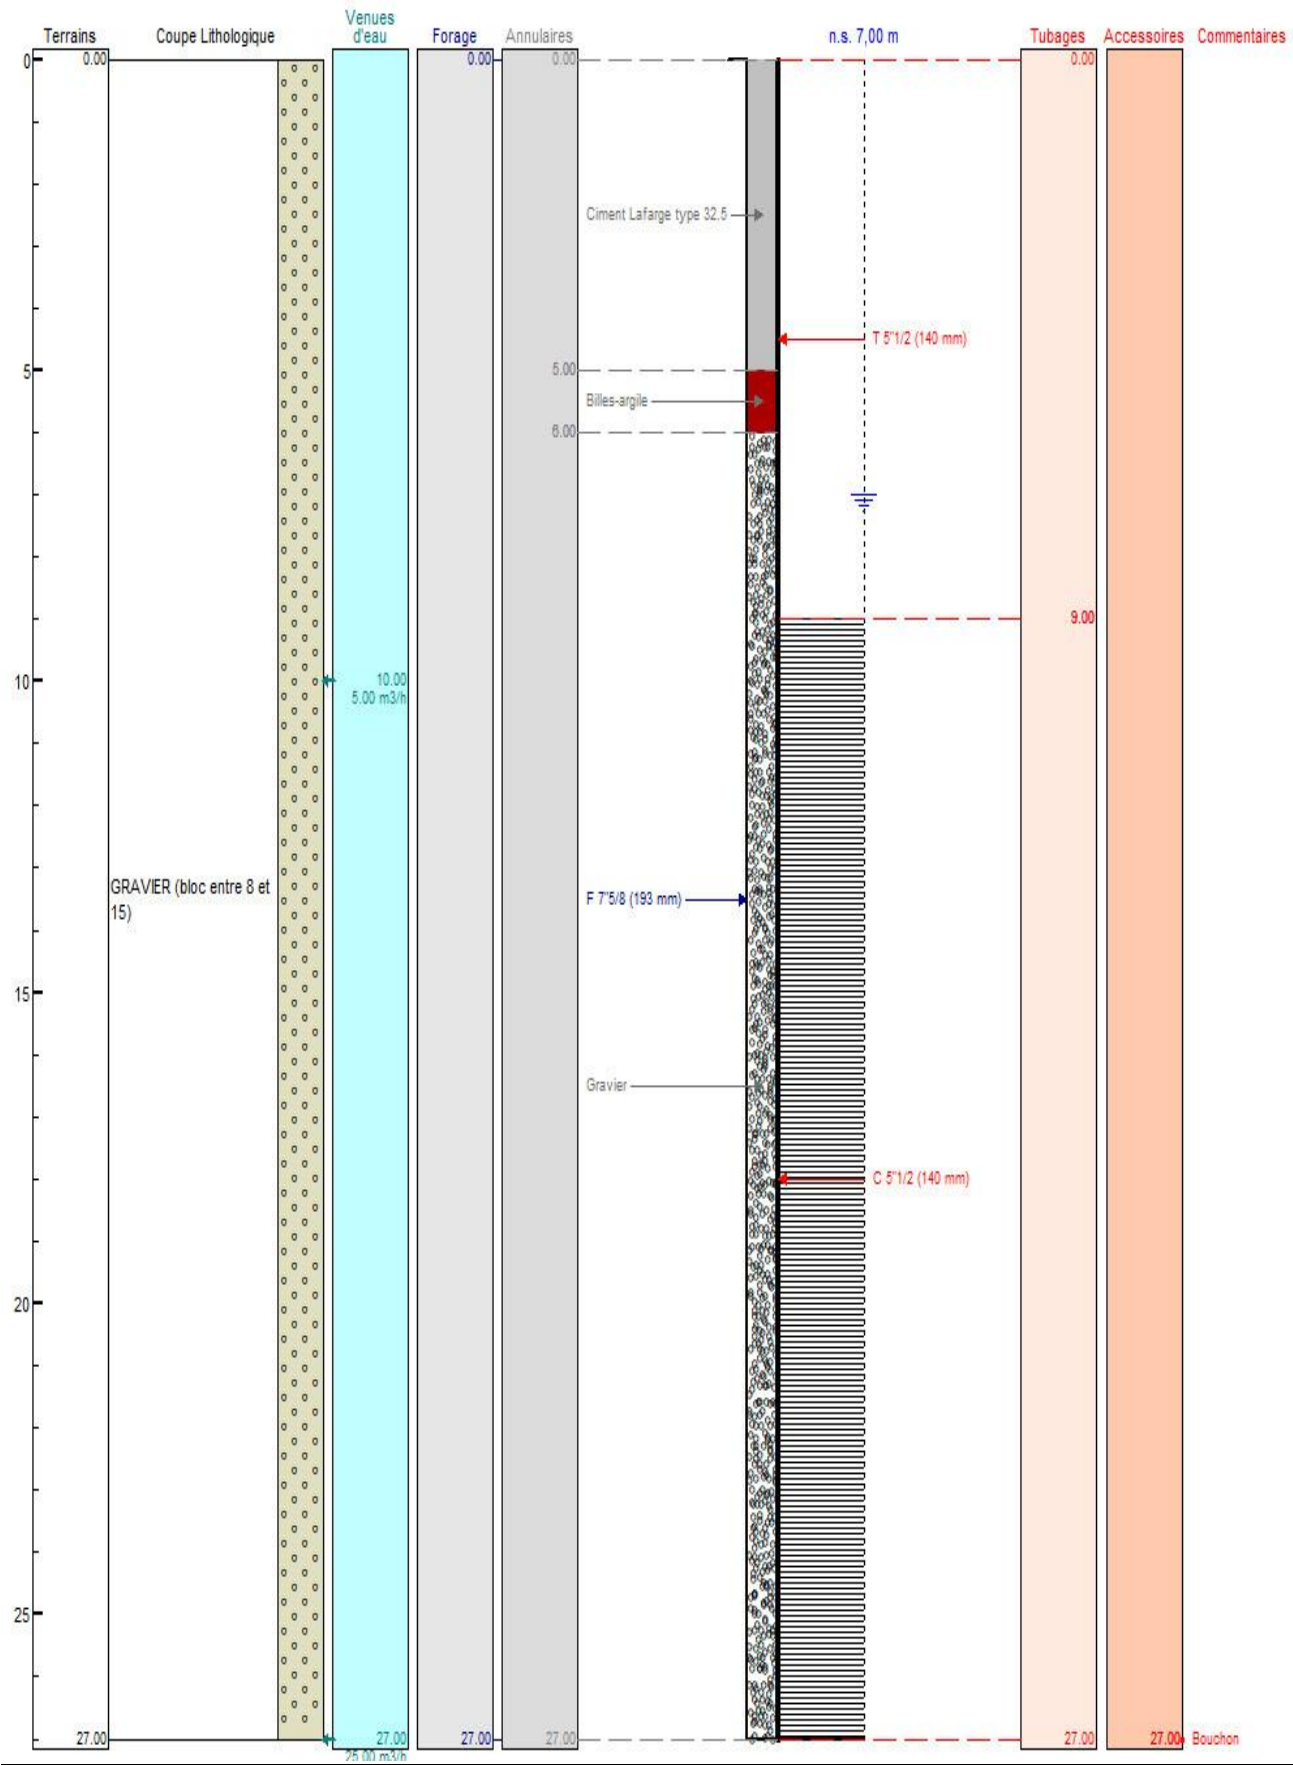 Terrains
Coupe Lithologique
Venues
d'eau
Forage
Annulaires
n.s. 7,00 m
Tubages
Accessoires
Commentaires
0
0.00
0.00
0.00
0.00
Ciment Lafarge type 32.5
T 5"1/2 (140 mm)
5
5.00
Billes-argile
6.00
9.00
10
10.00
5.00 m3/h
GRAVIER (bloc entre 8 et
15)
F 7"5/8 (193 mm)
15
Gravier
C 5"1/2 (140 mm)
20
25
27.00
27.00
25.00 m3/h
27.00
27.00
27.00
27.00
Bouchon